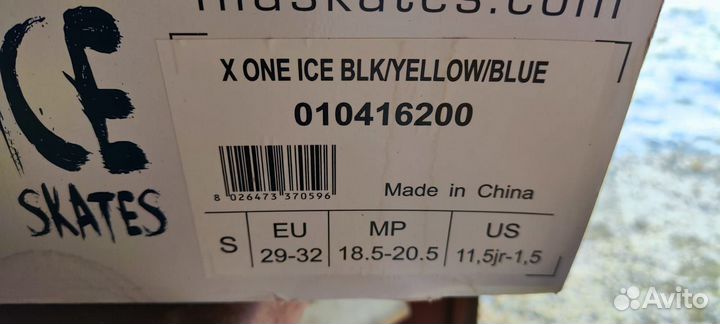 X ONE ICE BLK/YELLOW/BLUE
010416200
8 026473 370596
Made in China
S
EU
29-32
MP
18.5-20.5
US
11,5jr-1,5
ICE
SKATES
Avito